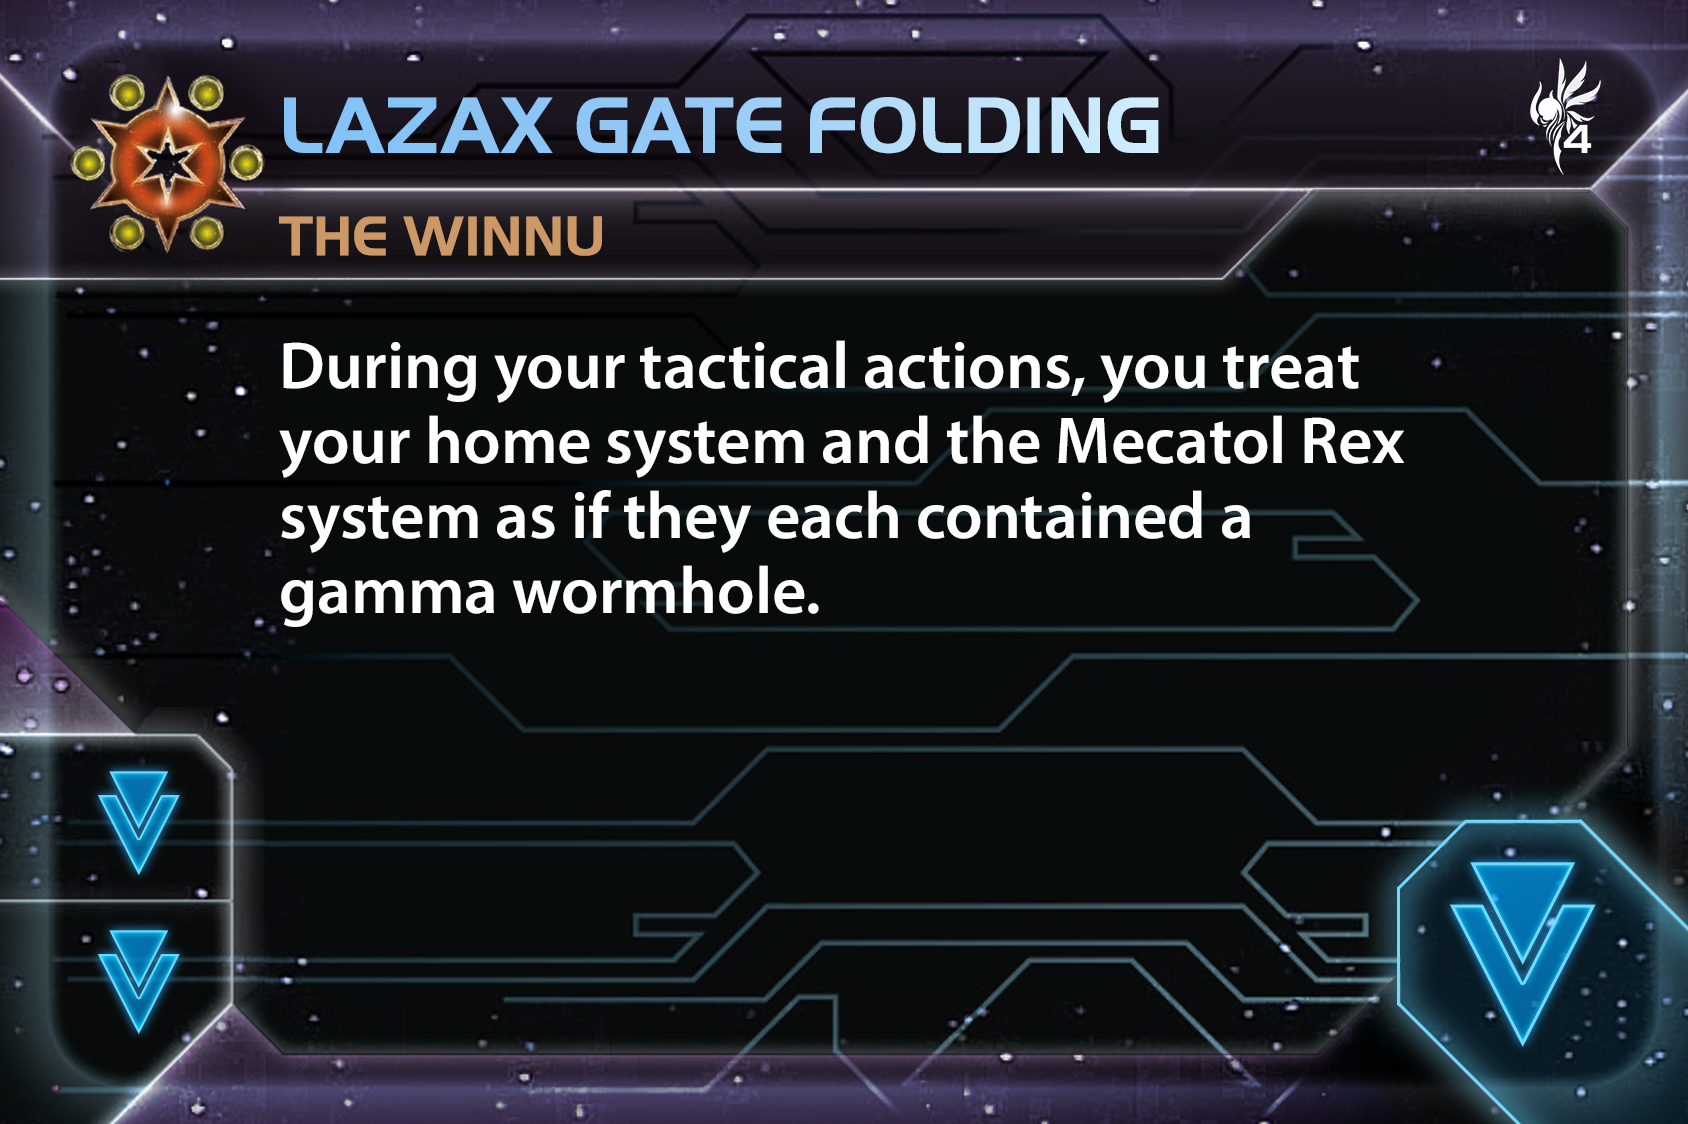 LAZAX GATE FOLDING
4
THE WINNU
During your tactical actions, you treat
your home system and the Mecatol Rex
system as if they each contained a
gamma wormhole.